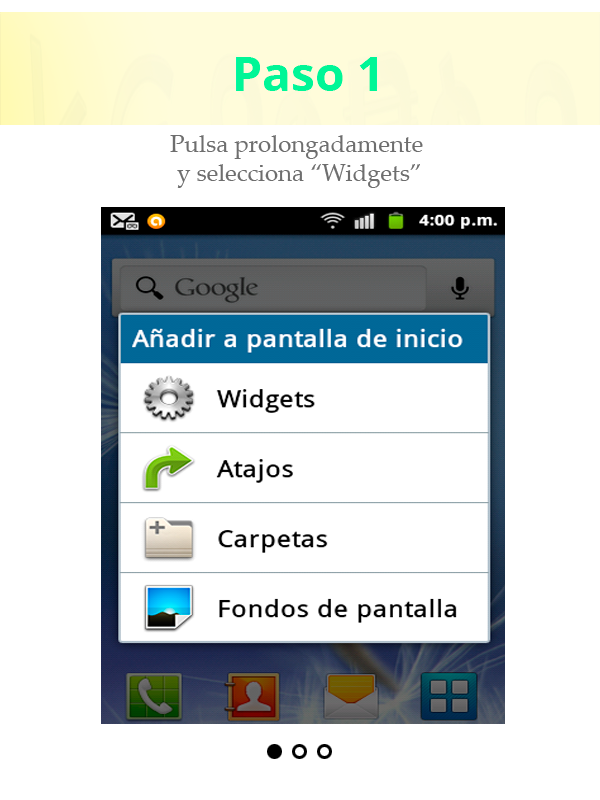 Paso 1
Pulsa prolongadamente
y selecciona “Widgets”
4:00 p.m.
Google
Añadir a pantalla de inicio
Widgets
Atajos
Carpetas
Fondos de pantalla